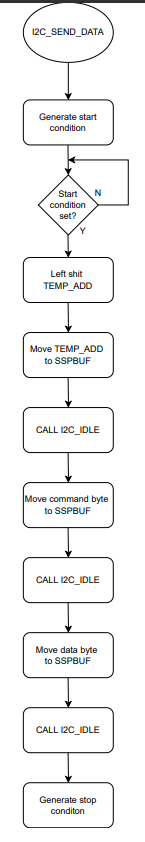 I2C_SEND_DATA
Generate start
condition
Start
condition
set?
N
Y
Left shit
TEMP_ADD
Move TEMP_ADD
to SSPBUF
CALL I2C_IDLE
Move command byte
to SSPBUF
CALL I2C_IDLE
Move data byte
to SSPBUF
CALL I2C_IDLE
Generate stop
conditon